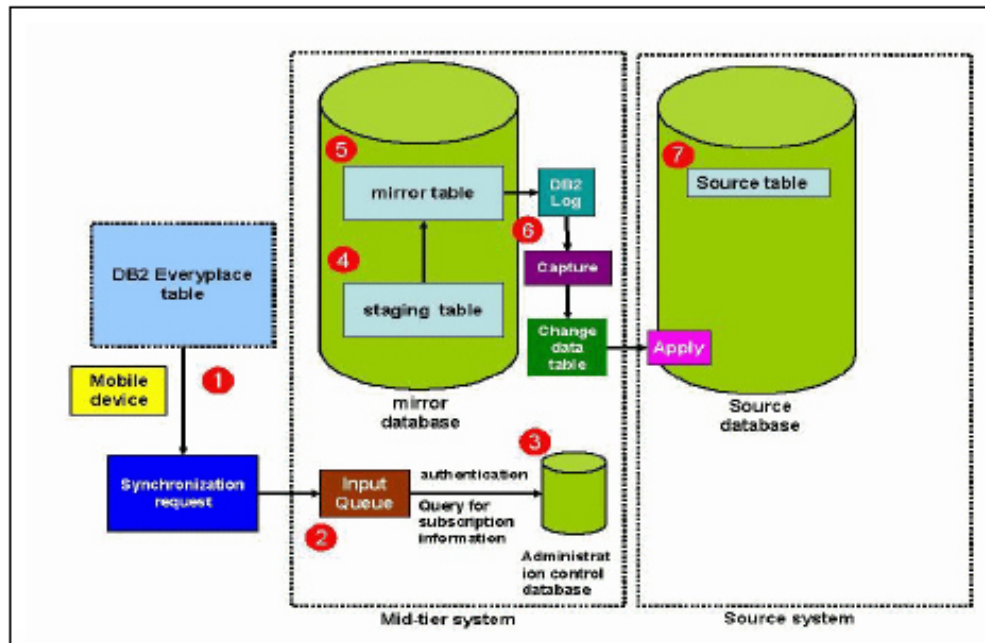 5
mirror table
DB2
Log
7
Source table
6
4
Capture
staging table
DB2 Everyplace
table
Change
data
table
Apply
Mobile
device
1
mirror
database
Source
database
3
Synchronization
request
Input
Queue
authentication
Query for
subscription
information
2
Administrat
ion control
database
Mid-tier system
Source system